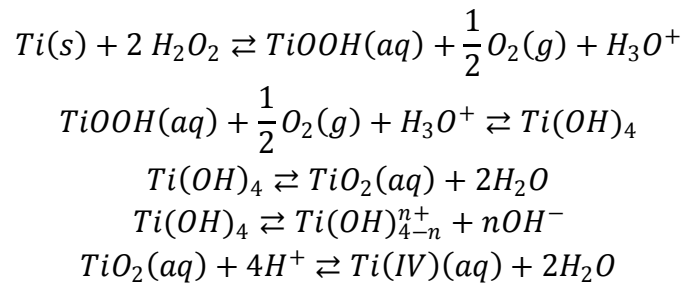 Ti(s) + 2 H₂O₂ ⇄ TiOOH(aq) + 1/2 O₂(g) + H₃O⁺
TiOOH(aq) + 1/2 O₂(g) + H₃O⁺ ⇄ Ti(OH)₄
Ti(OH)₄ ⇄ TiO₂(aq) + 2H₂O
Ti(OH)₄ ⇄ Ti(OH)₄₋ₙⁿ⁺ + nOH⁻
TiO₂(aq) + 4H⁺ ⇄ Ti(IV)(aq) + 2H₂O